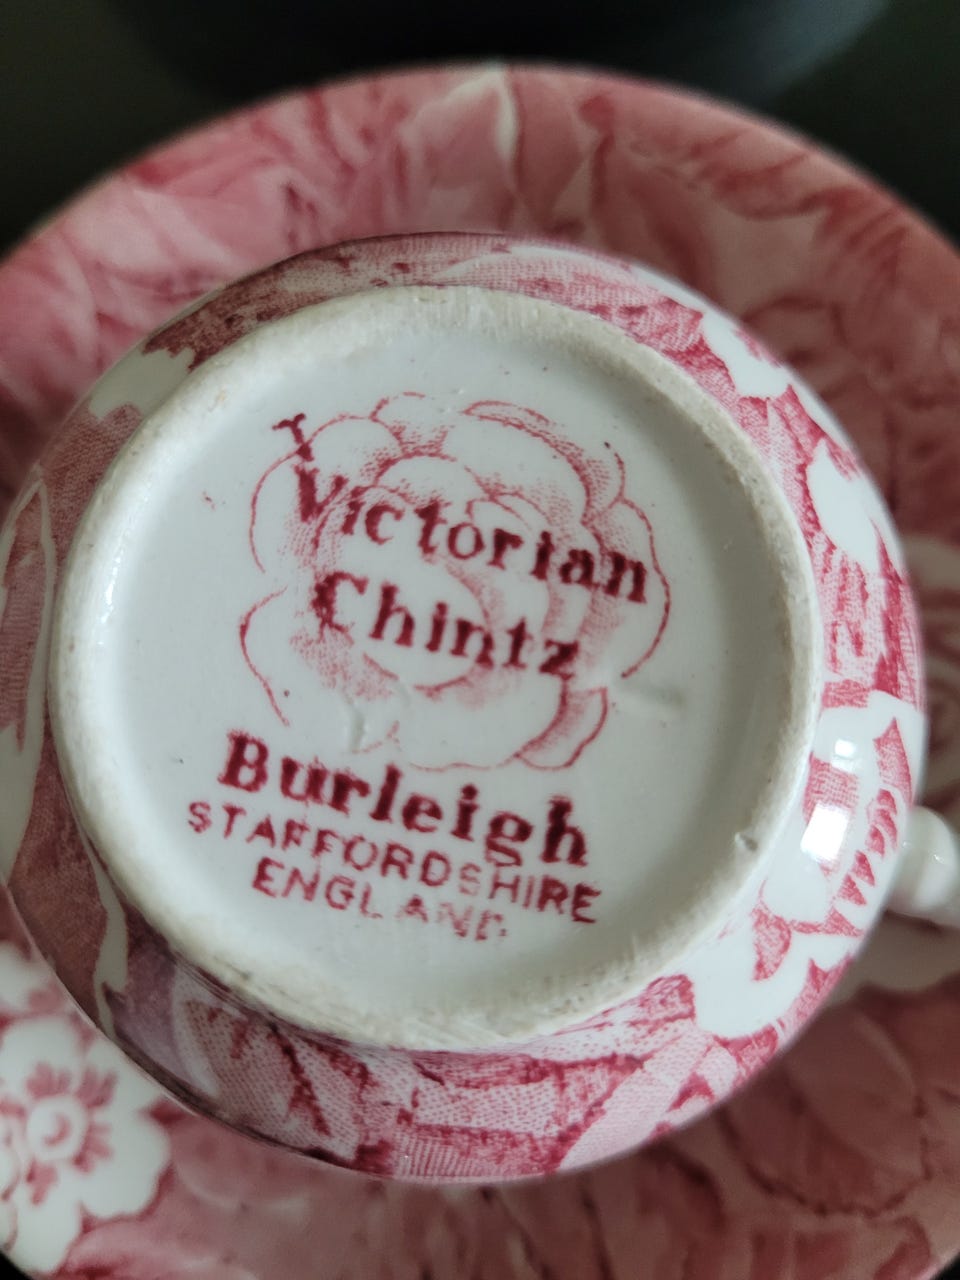 Victorian
Chintz
Burleigh
STAFFORDSHIRE
ENGLAND